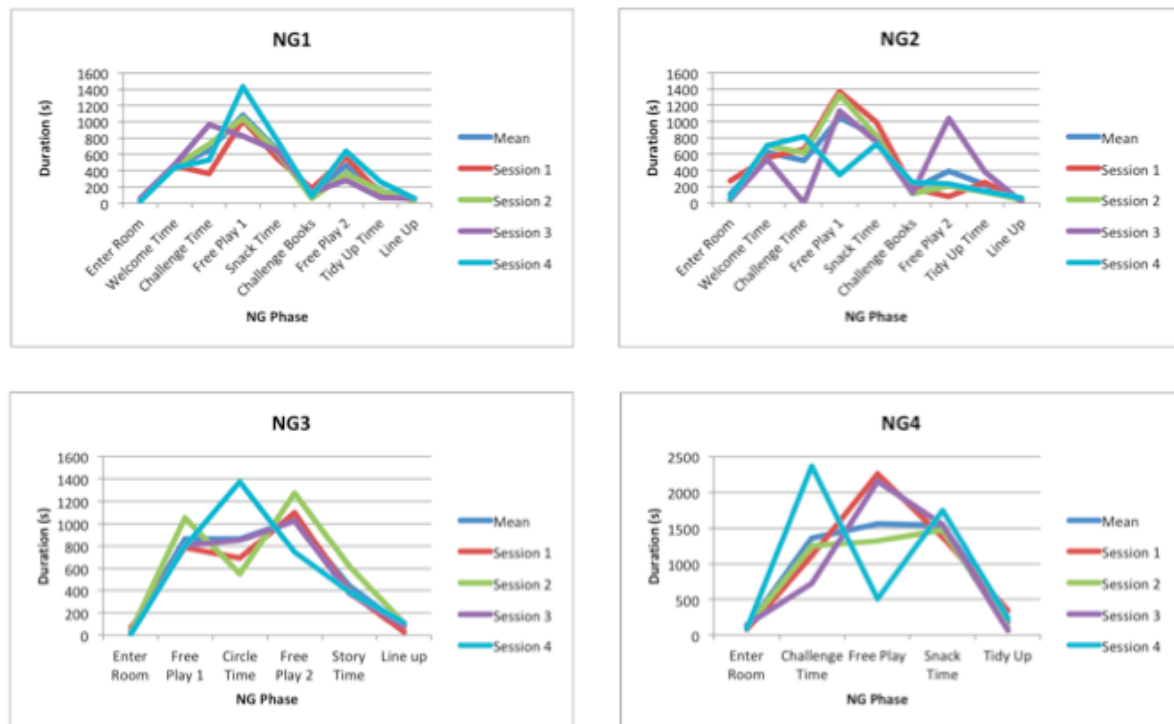 NG1
Duration (s)
1600
1400
1200
1000
800
600
400
200
0
Enter Room
Welcome Time
Challenge Time
Free Play 1
Snack Time
Challenge Books
Free Play 2
Tidy Up Time
Line Up
NG Phase
Mean
Session 1
Session 2
Session 3
Session 4
NG2
Duration (s)
1600
1400
1200
1000
800
600
400
200
0
Enter Room
Welcome Time
Challenge Time
Free Play 1
Snack Time
Challenge Books
Free Play 2
Tidy Up Time
Line Up
NG Phase
Mean
Session 1
Session 2
Session 3
Session 4
NG3
Duration (s)
1600
1400
1200
1000
800
600
400
200
0
Enter Free Circle Free Story Line up
Room Play 1 Time Play 2 Time
NG Phase
Mean
Session 1
Session 2
Session 3
Session 4
NG4
Duration (s)
2500
2000
1500
1000
500
0
Enter Challenge Free Play Snack Tidy Up
Room Time Time
NG Phase
Mean
Session 1
Session 2
Session 3
Session 4